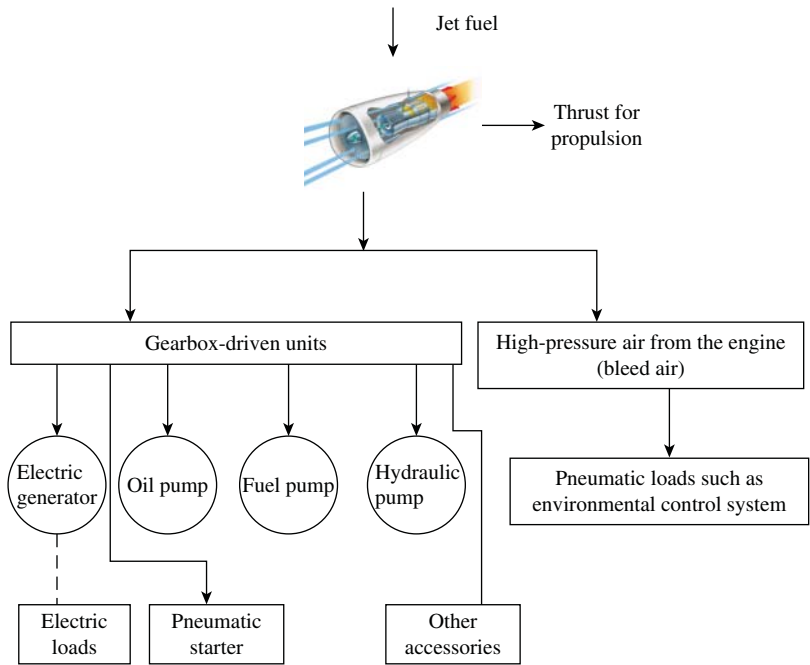 Jet fuel
Thrust for
propulsion
Gearbox-driven units
High-pressure air from the engine
(bleed air)
Electric
generator
Oil pump
Fuel pump
Hydraulic
pump
Pneumatic loads such as
environmental control system
Electric
loads
Pneumatic
starter
Other
accessories